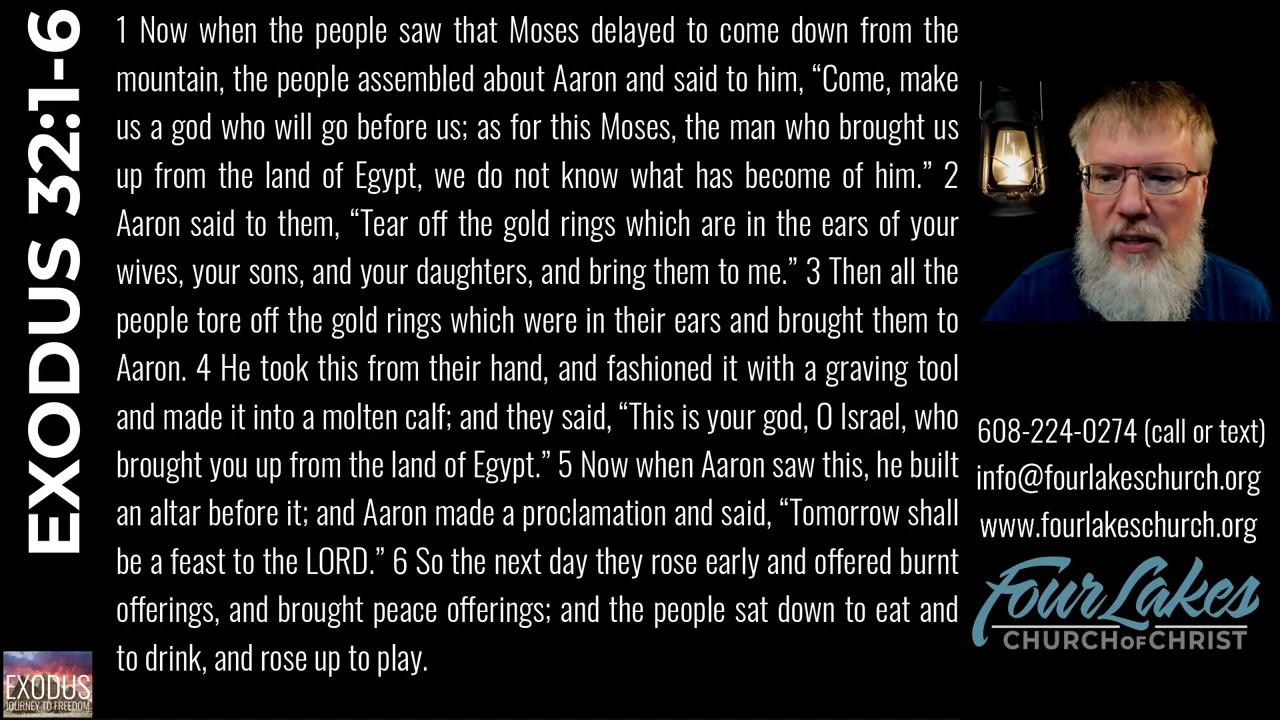 EXODUS 32:1-6
1 Now when the people saw that Moses delayed to come down from the
mountain, the people assembled about Aaron and said to him, “Come, make
us a god who will go before us; as for this Moses, the man who brought us
up from the land of Egypt, we do not know what has become of him.” 2
Aaron said to them, “Tear off the gold rings which are in the ears of your
wives, your sons, and your daughters, and bring them to me.” 3 Then all the
people tore off the gold rings which were in their ears and brought them to
Aaron. 4 He took this from their hand, and fashioned it with a graving tool
and made it into a molten calf; and they said, “This is your god, O Israel, who
brought you up from the land of Egypt.” 5 Now when Aaron saw this, he built
an altar before it; and Aaron made a proclamation and said, “Tomorrow shall
be a feast to the LORD.” 6 So the next day they rose early and offered burnt
offerings, and brought peace offerings; and the people sat down to eat and
to drink, and rose up to play.
608-224-0274 (call or text)
info@fourlakeschurch.org
www.fourlakeschurch.org
Four Lakes
CHURCH OF CHRIST
EXODUS
JOURNEY TO FREEDOM